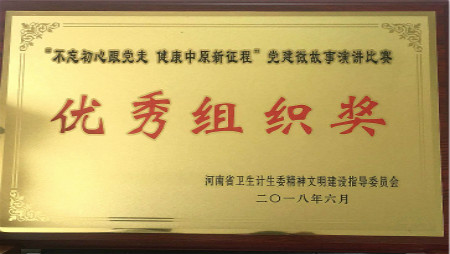 “不忘初心跟党走 健康中原新征程”党建微故事演讲比赛
优秀组织奖
河南省卫生计生委精神文明建设指导委员会
二〇一八年六月